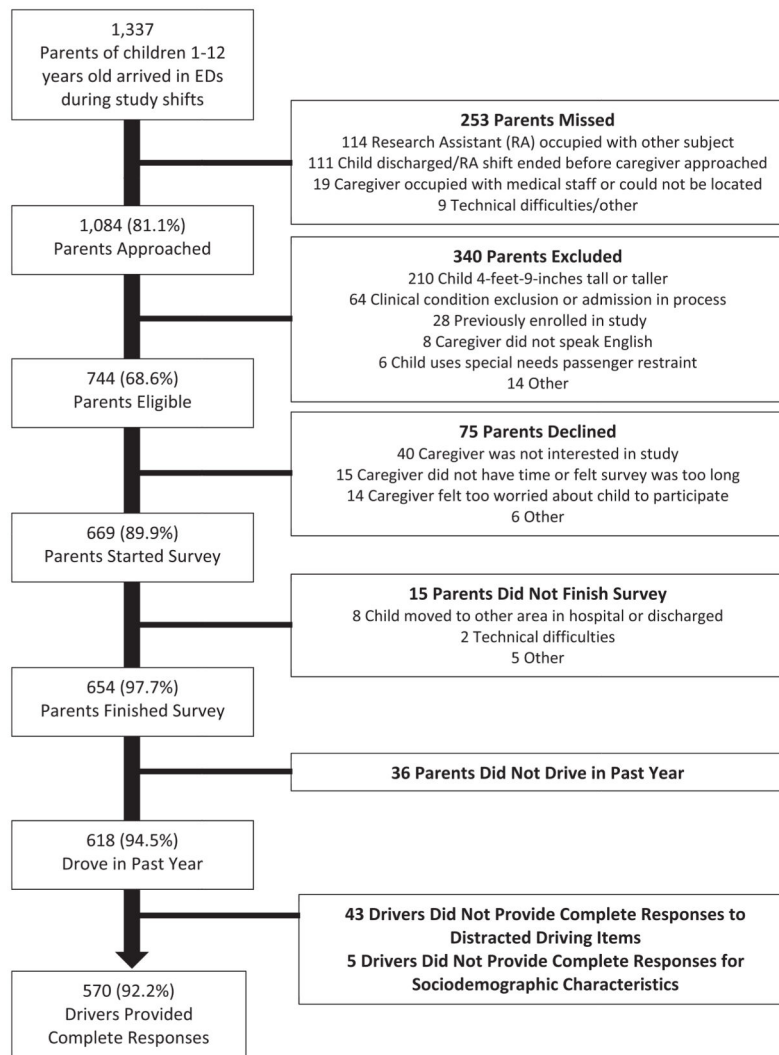 1,337
Parents of children 1-12
years old arrived in EDs
during study shifts
253 Parents Missed
114 Research Assistant (RA) occupied with other subject
111 Child discharged/RA shift ended before caregiver approached
19 Caregiver occupied with medical staff or could not be located
9 Technical difficulties/other
1,084 (81.1%)
Parents Approached
340 Parents Excluded
210 Child 4-feet-9-inches tall or taller
64 Clinical condition exclusion or admission in process
28 Previously enrolled in study
8 Caregiver did not speak English
6 Child uses special needs passenger restraint
14 Other
744 (68.6%)
Parents Eligible
75 Parents Declined
40 Caregiver was not interested in study
15 Caregiver did not have time or felt survey was too long
14 Caregiver felt too worried about child to participate
6 Other
669 (89.9%)
Parents Started Survey
15 Parents Did Not Finish Survey
8 Child moved to other area in hospital or discharged
2 Technical difficulties
5 Other
654 (97.7%)
Parents Finished Survey
36 Parents Did Not Drive in Past Year
618 (94.5%)
Drove in Past Year
43 Drivers Did Not Provide Complete Responses to
Distracted Driving Items
5 Drivers Did Not Provide Complete Responses for
Sociodemographic Characteristics
570 (92.2%)
Drivers Provided
Complete Responses